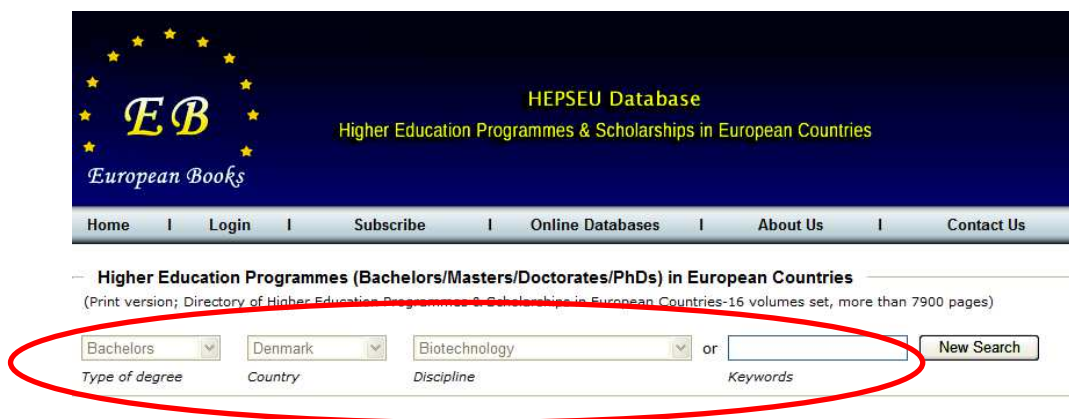 HEPSEU Database
Higher Education Programmes & Scholarships in European Countries
EB
European Books
Home I Login I Subscribe I Online Databases I About Us I Contact Us
Higher Education Programmes (Bachelors/Masters/Doctorates/PhDs) in European Countries
(Print version; Directory of Higher Education Programmes & Scholarships in European Countries-16 volumes set, more than 7900 pages)
Bachelors Denmark Biotechnology or New Search
Type of degree Country Discipline Keywords